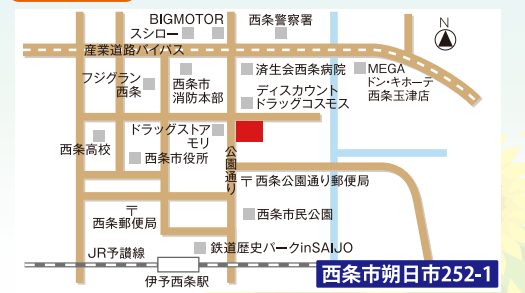 BIGMOTOR
スシロー
西条警察署
N
産業道路バイパス
フジグラン
西条
西条市
消防本部
済生会西条病院
ディスカウント
ドラッグコスモス
MEGA
ドン・キホーテ
西条玉津店
西条高校
ドラッグストア
モリ
西条市役所
公園通り
〒西条公園通り郵便局
〒
西条郵便局
西条市民公園
JR予讃線
鉄道歴史パークinSAIJO
伊予西条駅
西条市朔日市252-1